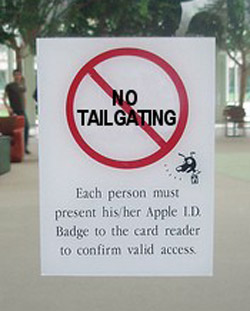 NO
TAILGATING
Each person must
present his/her Apple I.D.
Badge to the card reader
to confirm valid access.